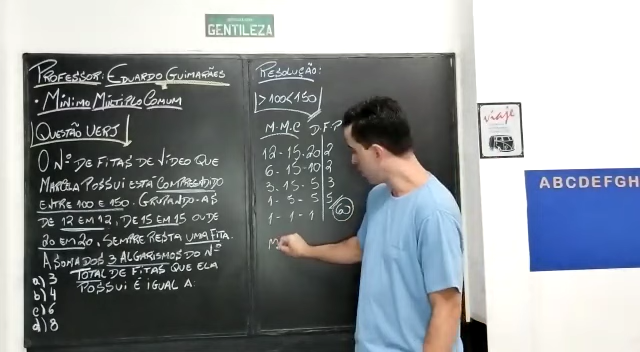 GENTILEZA
PROFESSOR: EDUARDO GUIMARÃES
• MÍNIMO MÚLTIPLO COMUM
QUESTÃO UERJ
O Nº DE FITAS DE VÍDEO QUE
MARCELA POSSUI ESTÁ COMPREENDIDO
ENTRE 100 E 150. GRUPANDO-AS
DE 12 EM 12, DE 15 EM 15 OU DE
20 EM 20, SEMPRE RESTA UMA FITA.
A SOMA DOS 3 ALGARISMOS DO Nº
TOTAL DE FITAS QUE ELA
POSSUI É IGUAL A
a) 3
b) 4
c) 6
d) 8
RESOLUÇÃO:
> 100 < 150
M.M.C D.F.P
12 - 15 - 20 | 2
6 - 15 - 10 | 2
3 - 15 - 5 | 3
1 - 5 - 5 | 5
1 - 1 - 1 | 60
M
viaje
ABCDEFGH